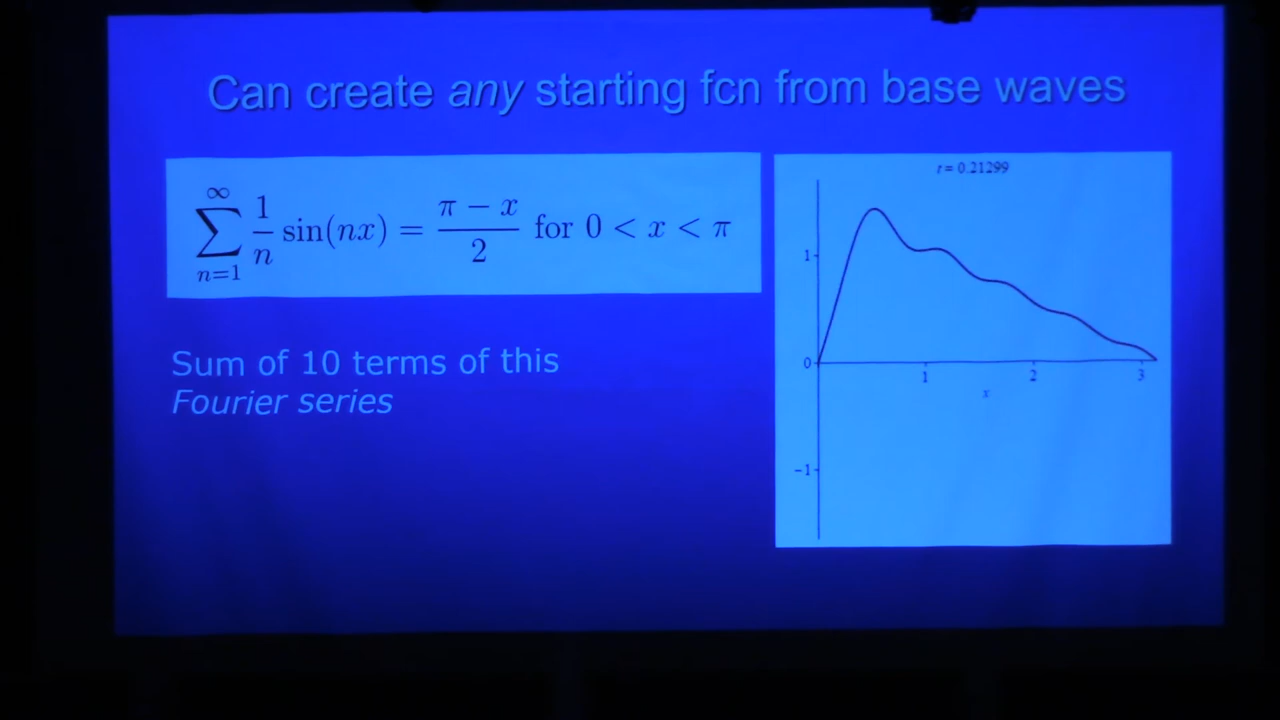 Can create any starting fcn from base waves
∞
∑ 1/n sin(nx) = (π − x)/2 for 0 < x < π
n=1
Sum of 10 terms of this
Fourier series
t = 0.21299
1
0
1 2 3
x
−1